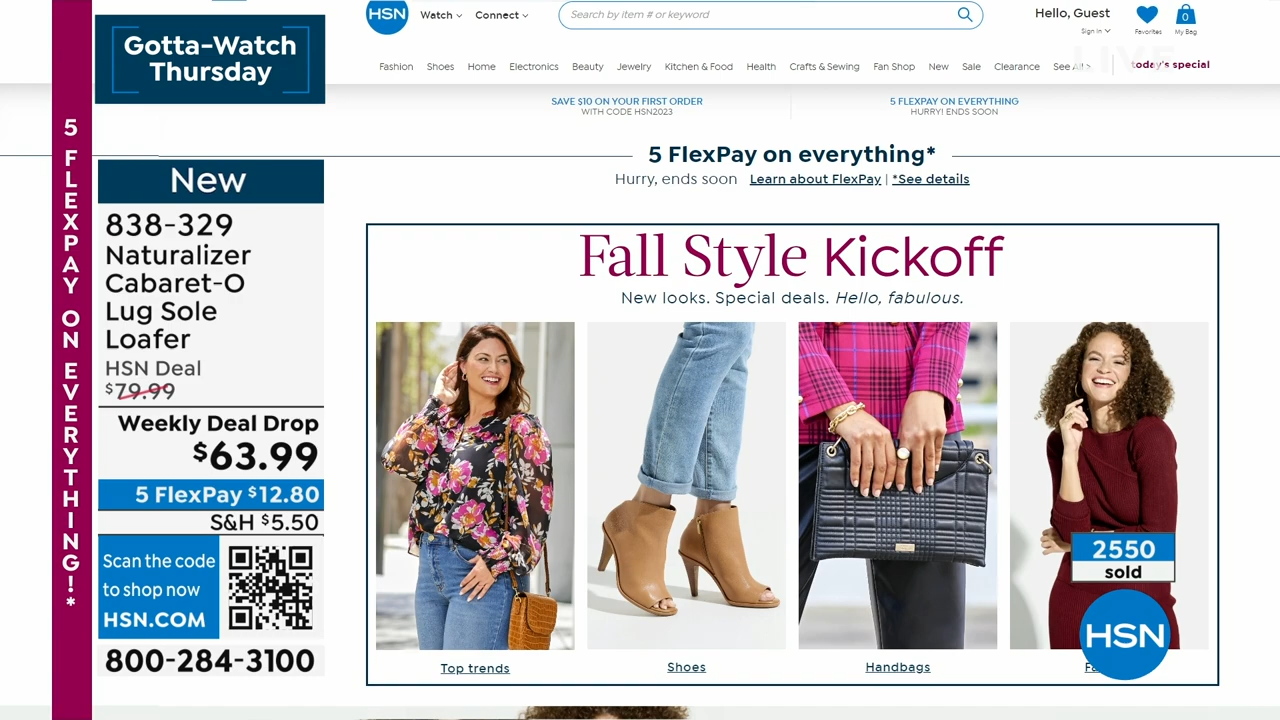 Gotta-Watch
Thursday
5 FLEXPAY ON EVERYTHING!*
New
838-329
Naturalizer
Cabaret-O
Lug Sole
Loafer
HSN Deal
$79.99
Weekly Deal Drop
$63.99
5 FlexPay $12.80
S&H $5.50
Scan the code
to shop now
HSN.COM
800-284-3100
HSN
Watch
Connect
Search by item # or keyword
Hello, Guest
Sign In
Favorites
0
My Bag
LIVE
Fashion Shoes Home Electronics Beauty Jewelry Kitchen & Food Health Crafts & Sewing Fan Shop New Sale Clearance See All today's special
SAVE $10 ON YOUR FIRST ORDER
WITH CODE HSN2023
5 FLEXPAY ON EVERYTHING
HURRY! ENDS SOON
5 FlexPay on everything*
Hurry, ends soon Learn about FlexPay | *See details
Fall Style Kickoff
New looks. Special deals. Hello, fabulous.
2550
sold
HSN
Top trends
Shoes
Handbags